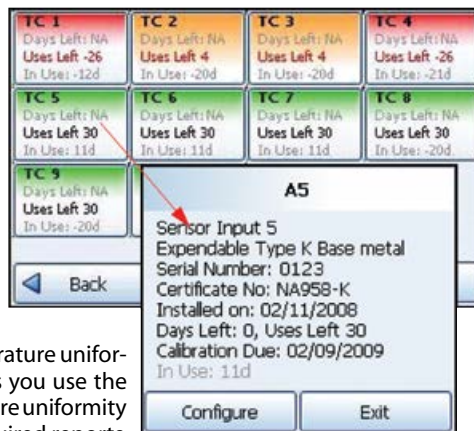 TC 1
Days Left: NA
Uses Left -26
In Use: -12d
TC 2
Days Left: NA
Uses Left 4
In Use: -20d
TC 3
Days Left: NA
Uses Left 4
In Use: -20d
TC 4
Days Left: NA
Uses Left -26
In Use: -21d
TC 5
Days Left: NA
Uses Left 30
In Use: 11d
TC 6
Days Left: NA
Uses Left 30
In Use: 11d
TC 7
Days Left: NA
Uses Left 30
In Use: 11d
TC 8
Days Left: NA
Uses Left 30
In Use: -20d
TC 9
Days Left: NA
Uses Left 30
In Use: -20d
Back
A5
Sensor Input 5
Expendable Type K Base metal
Serial Number: 0123
Certificate No: NA958-K
Installed on: 02/11/2008
Days Left: 0, Uses Left 30
Calibration Due: 02/09/2009
In Use: 11d
Configure
Exit
rature unifor-
s you use the
re uniformity
uired reports